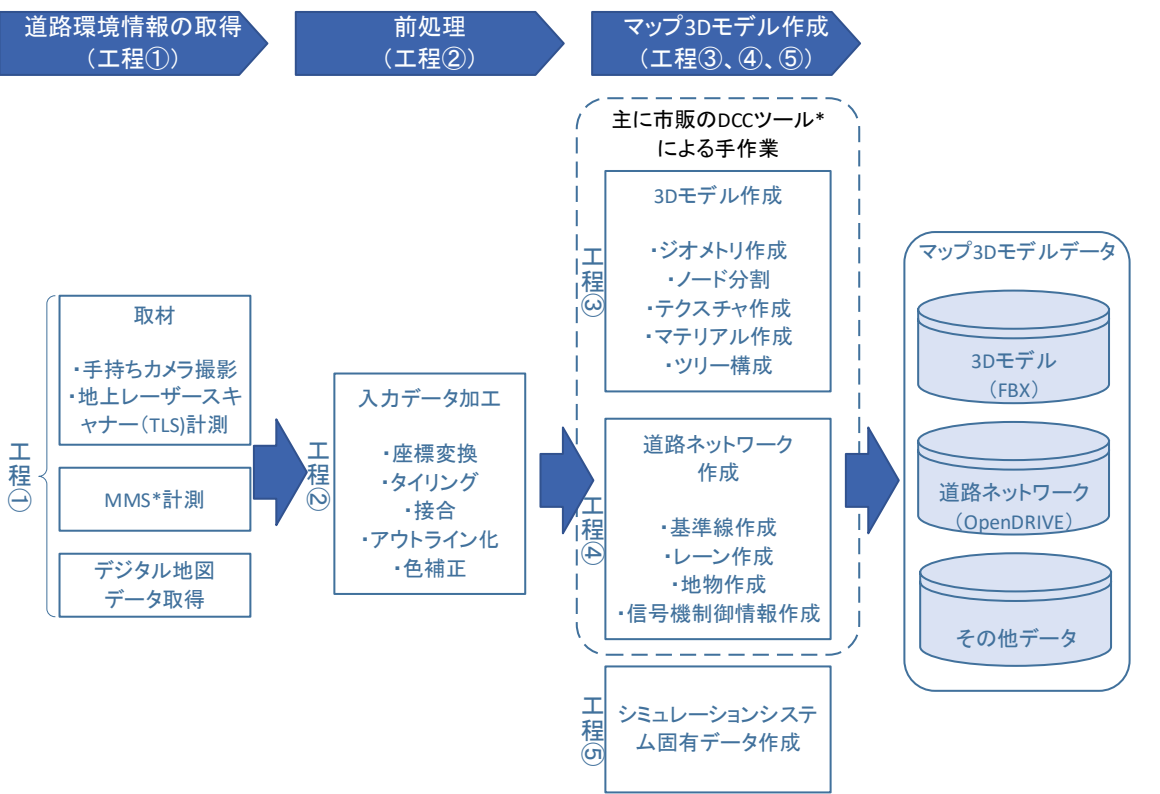 道路環境情報の取得
（工程①）
前処理
（工程②）
マップ3Dモデル作成
（工程③、④、⑤）
工程①
取材
・手持ちカメラ撮影
・地上レーザースキ
ャナー（TLS)計測
MMS*計測
デジタル地図
データ取得
工程②
入力データ加工
・座標変換
・タイリング
・接合
・アウトライン化
・色補正
主に市販のDCCツール*
による手作業
工程③
3Dモデル作成
・ジオメトリ作成
・ノード分割
・テクスチャ作成
・マテリアル作成
・ツリー構成
工程④
道路ネットワーク
作成
・基準線作成
・レーン作成
・地物作成
・信号機制御情報作成
工程⑤
シミュレーションシステ
ム固有データ作成
マップ3Dモデルデータ
3Dモデル
（FBX）
道路ネットワーク
（OpenDRIVE）
その他データ